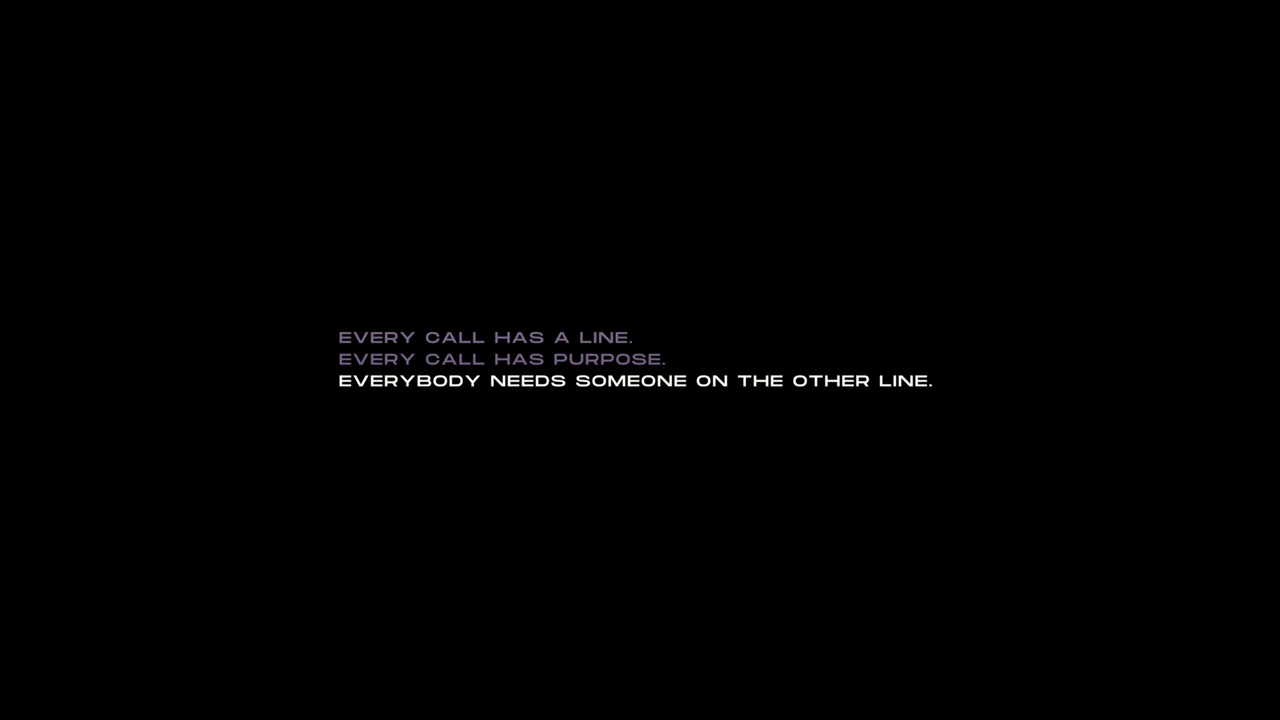 EVERY CALL HAS A LINE.
EVERY CALL HAS PURPOSE.
EVERYBODY NEEDS SOMEONE ON THE OTHER LINE.